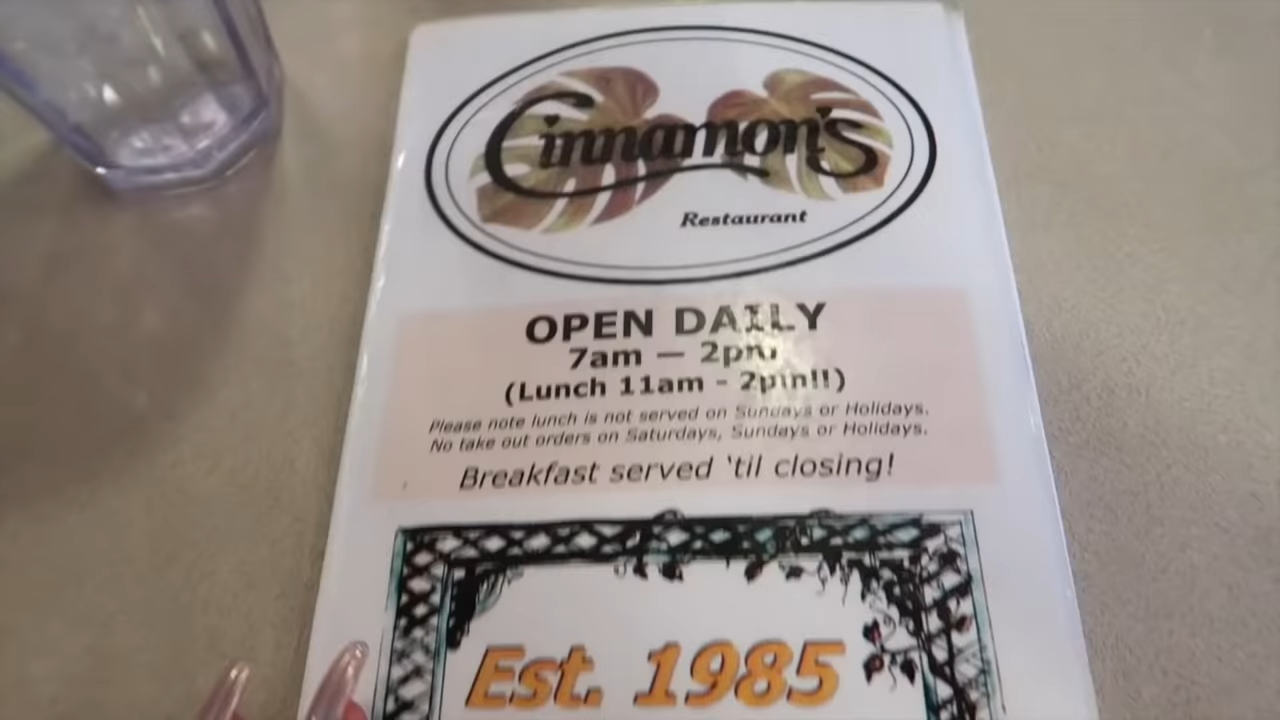 Cinnamon's
Restaurant
OPEN DAILY
7am — 2pm
(Lunch 11am - 2pm!!)
Please note lunch is not served on Sundays or Holidays.
No take out orders on Saturdays, Sundays or Holidays.
Breakfast served 'til closing!
Est. 1985